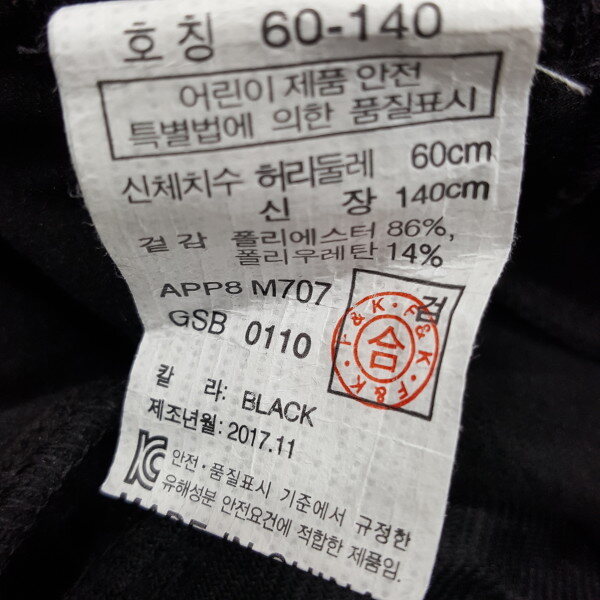 호칭 60-140
어린이 제품 안전
특별법에 의한 품질표시
신체치수 허리둘레 60cm
신 장 140cm
겉감 폴리에스터 86%,
폴리우레탄 14%
APP8 M707
GSB 0110
검
合
F&K · F&K · F&K · F&K
칼 라: BLACK
제조년월: 2017.11
안전·품질표시 기준에서 규정한
유해성분 안전요건에 적합한 제품임.
MADE IN